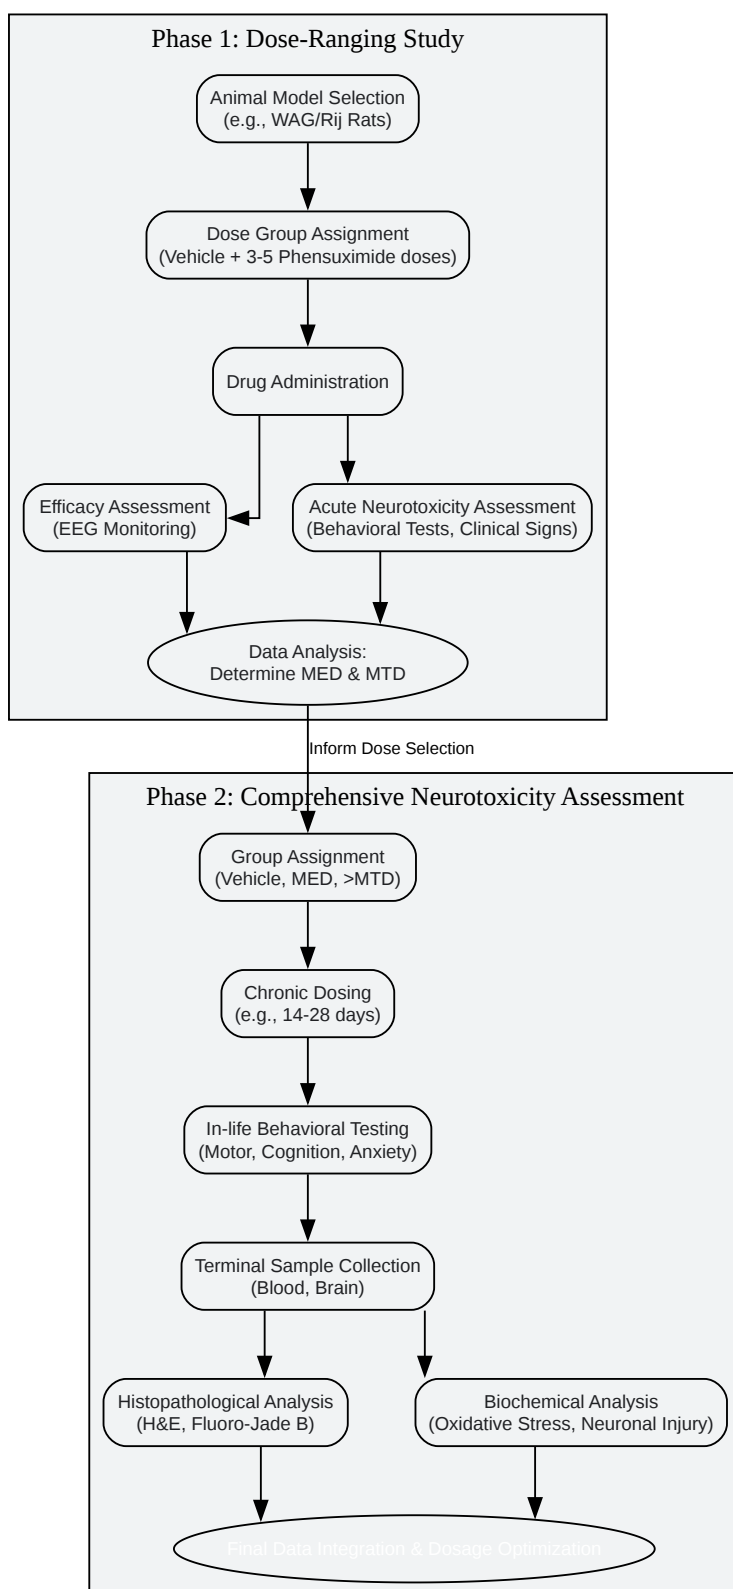 Phase 1: Dose-Ranging Study
Animal Model Selection
(e.g., WAG/Rij Rats)
Dose Group Assignment
(Vehicle + 3-5 Phensuximide doses)
Drug Administration
Efficacy Assessment
(EEG Monitoring)
Acute Neurotoxicity Assessment
(Behavioral Tests, Clinical Signs)
Data Analysis:
Determine MED & MTD
Inform Dose Selection
Phase 2: Comprehensive Neurotoxicity Assessment
Group Assignment
(Vehicle, MED, >MTD)
Chronic Dosing
(e.g., 14-28 days)
In-life Behavioral Testing
(Motor, Cognition, Anxiety)
Terminal Sample Collection
(Blood, Brain)
Histopathological Analysis
(H&E, Fluoro-Jade B)
Biochemical Analysis
(Oxidative Stress, Neuronal Injury)
Final Data Integration & Dosage Optimization